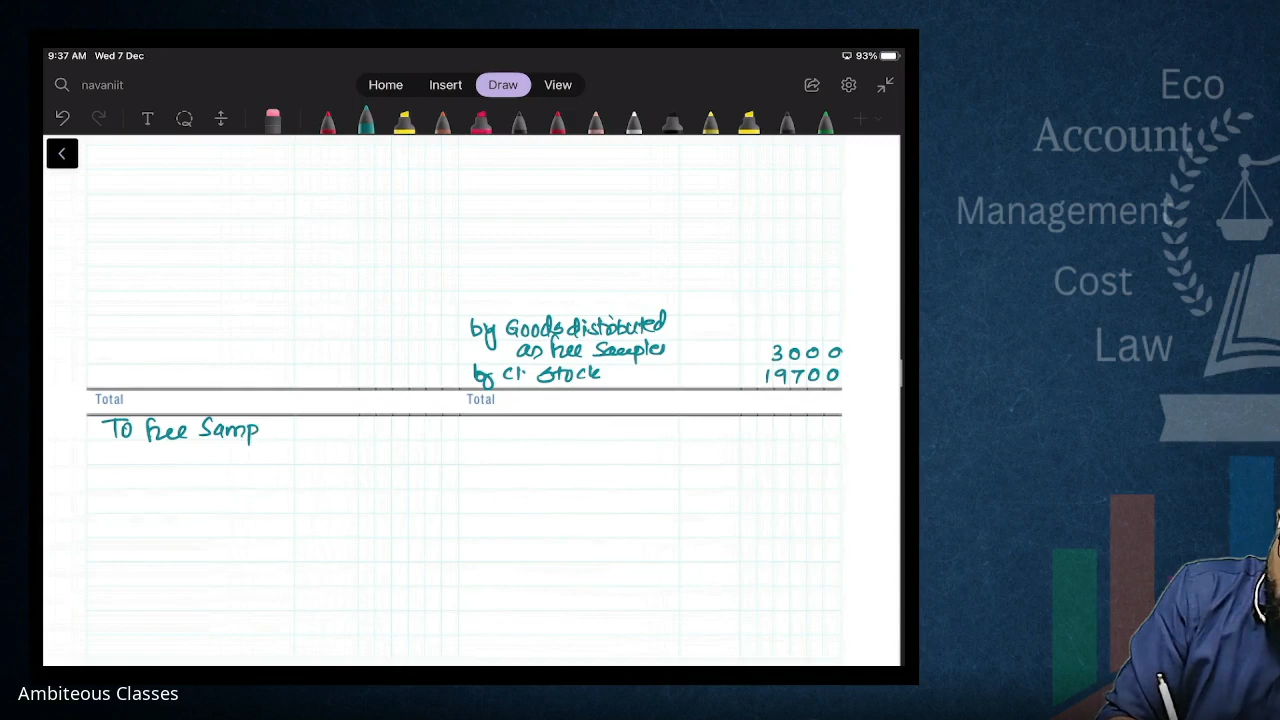 9:37 AM Wed 7 Dec
93%
navaniit
Home Insert Draw View
Eco
Account
Management
Cost
Law
by Goods distributed
as free Samples 3000
by Cl. Stock 19700
Total Total
To free Samp
Ambiteous Classes